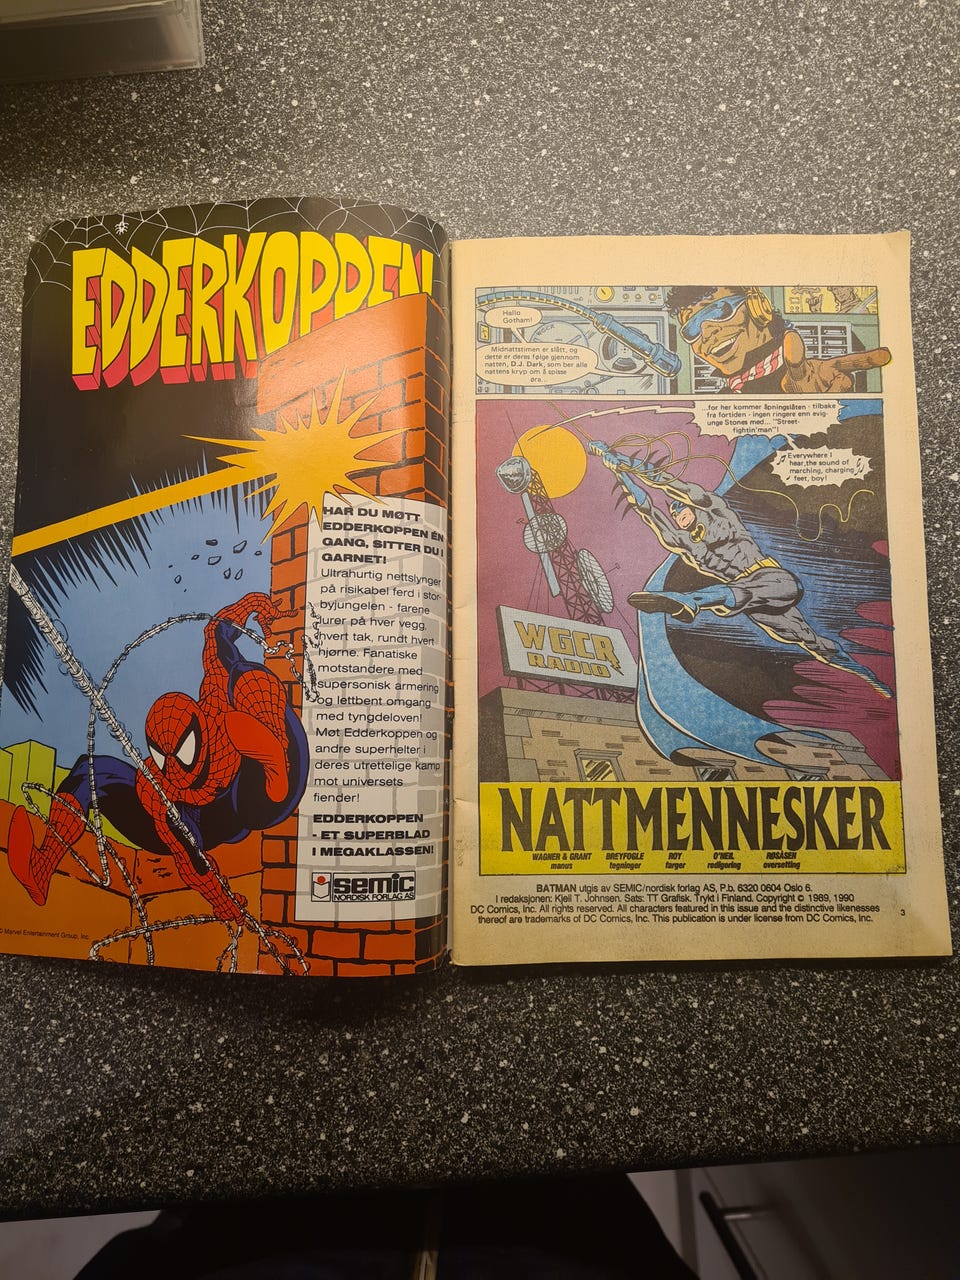 EDDERKOPPEN
HAR DU MØTT
EDDERKOPPEN ÉN
GANG, SITTER DU I
GARNET!
Ultrahurtig nettslynger
på risikabel ferd i stor-
byjungelen - farene
lurer på hver vegg,
hvert tak, rundt hvert
hjørne. Fanatiske
motstandere med
supersonisk armering
og lettbent omgang
med tyngdeloven!
Møt Edderkoppen og
andre superhelter i
deres utrettelige kamp
mot universets
fiender!
EDDERKOPPEN
- ET SUPERBLAD
I MEGAKLASSEN!
semic
NORDISK FORLAG AS
© Marvel Entertainment Group, Inc
Hallo
Gotham!
WGCR
Midnattstimen er slått, og
dette er deres følge gjennom
natten, D.J. Dark, som ber alle
nattens kryp om å spisse
øra...
...for her kommer åpningslåten - tilbake
fra fortiden - ingen ringere enn evig-
unge Stones med... "Street-
fightin'man"!
Everywhere I
hear,the sound of
marching, charging
feet, boy!
WGCR
RADIO
NATTMENNESKER
WAGNER & GRANT BREYFOGLE ROY O'NEIL RØSÅSEN
manus tegninger farger redigering oversetting
BATMAN utgis av SEMIC/nordisk forlag AS, P.b. 6320 0604 Oslo 6.
I redaksjonen: Kjell T. Johnsen. Sats: TT Grafisk. Trykt i Finland. Copyright © 1989, 1990
DC Comics, Inc. All rights reserved. All characters featured in this issue and the distinctive likenesses
thereof are trademarks of DC Comics, Inc. This publication is under license from DC Comics, Inc.
3